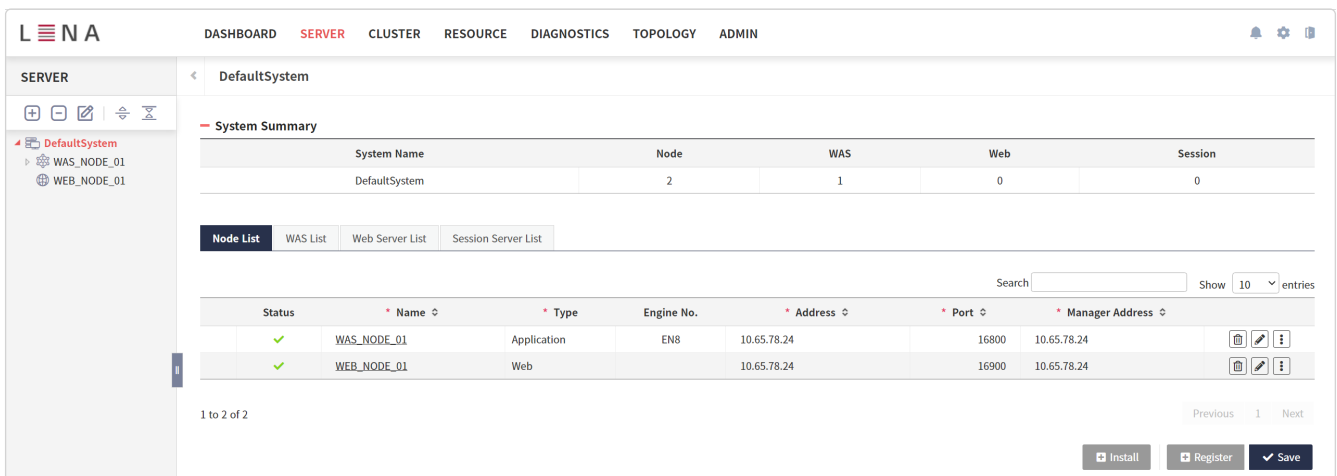 LENA
DASHBOARD SERVER CLUSTER RESOURCE DIAGNOSTICS TOPOLOGY ADMIN
SERVER
DefaultSystem
WAS_NODE_01
WEB_NODE_01
DefaultSystem
System Summary
System Name Node WAS Web Session
DefaultSystem 2 1 0 0
Node List WAS List Web Server List Session Server List
Search Show 10 entries
Status * Name * Type Engine No. * Address * Port * Manager Address
WAS_NODE_01 Application EN8 10.65.78.24 16800 10.65.78.24
WEB_NODE_01 Web 10.65.78.24 16900 10.65.78.24
1 to 2 of 2
Previous 1 Next
Install Register Save